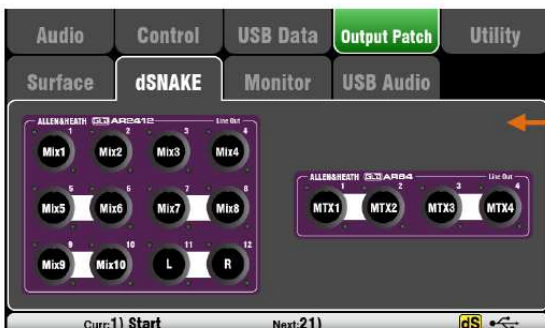 Audio Control USB Data Output Patch Utility
Surface dSNAKE Monitor USB Audio
ALLEN&HEATH GLD AR2412 Line Out
1 2 3 4
Mix1 Mix2 Mix3 Mix4
5 6 7 8
Mix5 Mix6 Mix7 Mix8
9 10 11 12
Mix9 Mix10 L R
ALLEN&HEATH GLD AR84 Line Out
1 2 3 4
MTX1 MTX2 MTX3 MTX4
Curr:1) Start Next:21) dS